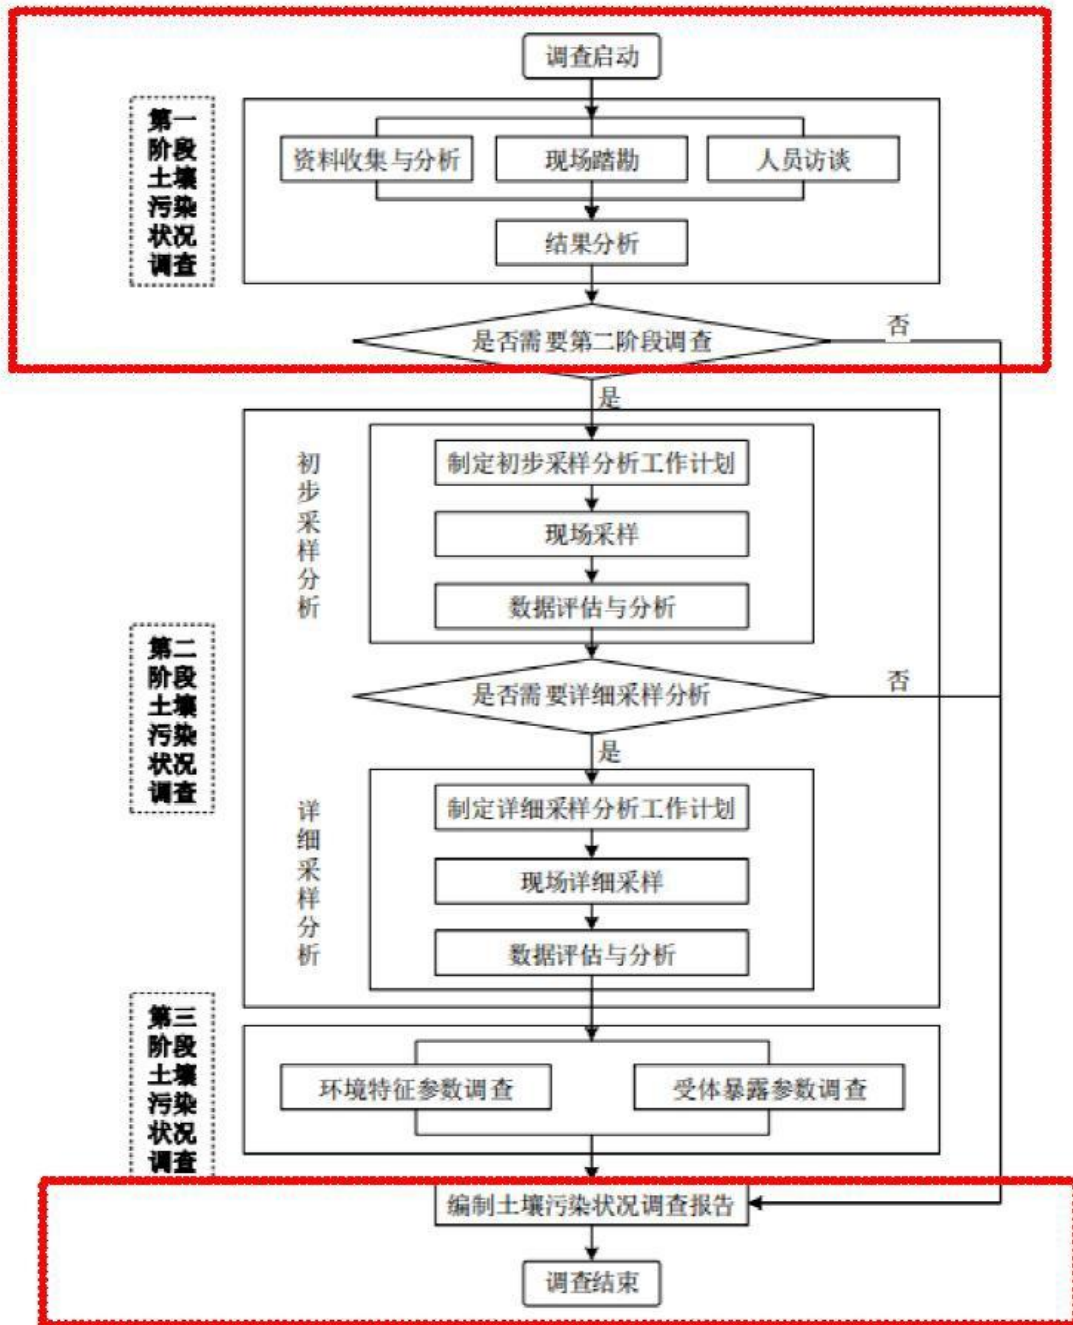 调查启动
第一
阶段
土壤
污染
状况
调查
资料收集与分析
现场踏勘
人员访谈
结果分析
是否需要第二阶段调查
否
是
初
步
采
样
分
析
制定初步采样分析工作计划
现场采样
数据评估与分析
第二
阶段
土壤
污染
状况
调查
是否需要详细采样分析
否
是
详
细
采
样
分
析
制定详细采样分析工作计划
现场详细采样
数据评估与分析
第三
阶段
土壤
污染
状况
调查
环境特征参数调查
受体暴露参数调查
编制土壤污染状况调查报告
调查结束